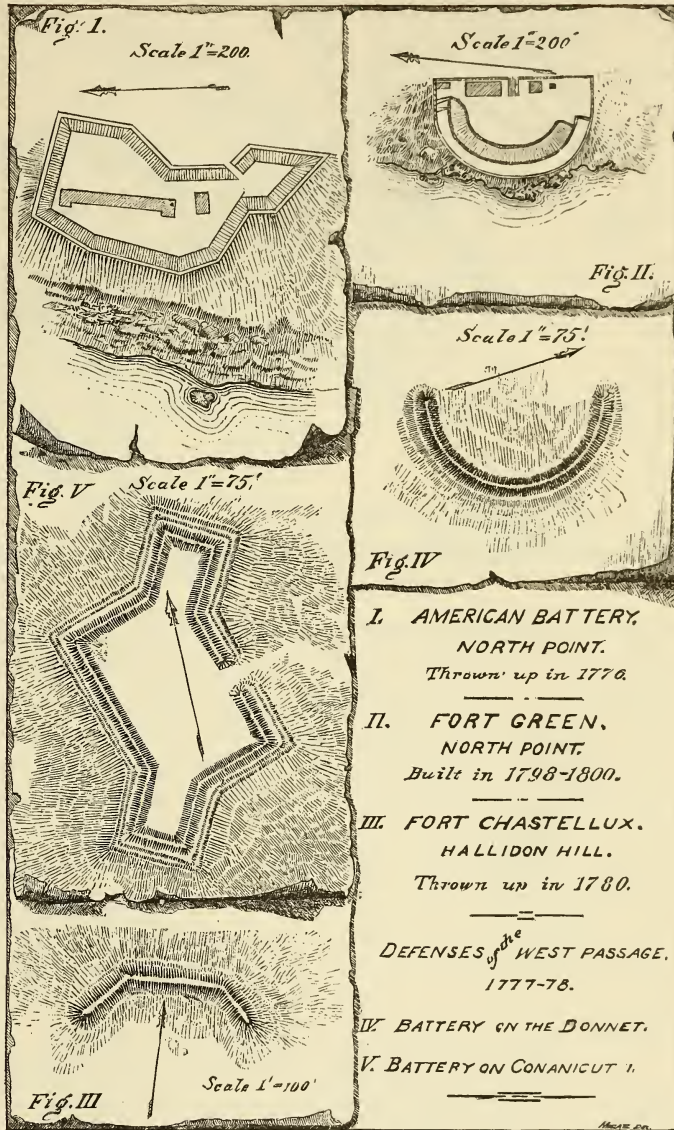 Fig. I.
Scale 1"=200.
Scale 1"=200'
Fig. II.
Scale 1"=75'.
Fig. IV
Fig. V
Scale 1"=75'.
Fig. III
Scale 1'=100'
I. AMERICAN BATTERY.
NORTH POINT.
Thrown up in 1776.
II. FORT GREEN.
NORTH POINT.
Built in 1798-1800.
III. FORT CHASTELLUX.
HALLIDON HILL.
Thrown up in 1780.
DEFENSES of the WEST PASSAGE.
1777-78.
IV. BATTERY ON THE BONNET.
V. BATTERY ON CONANICUT I.